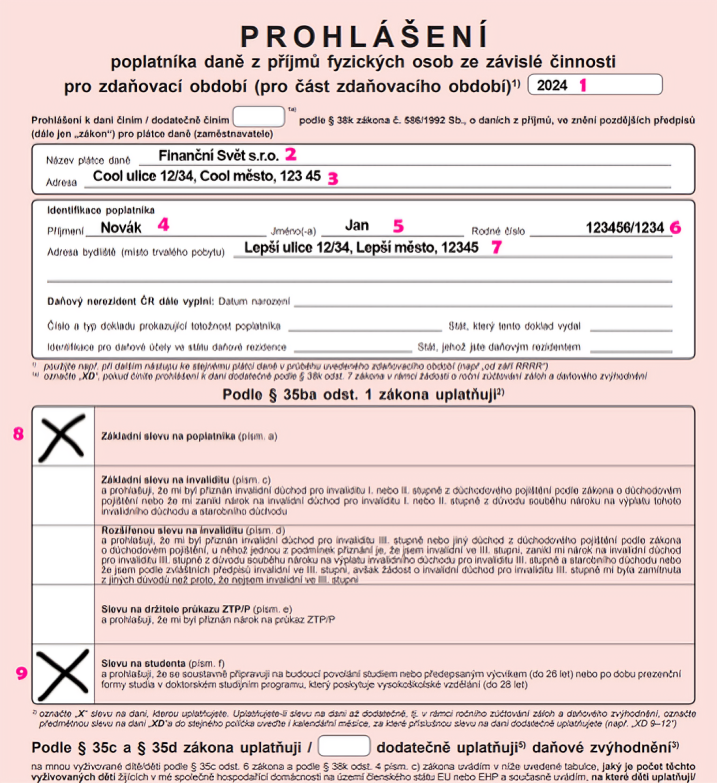 PROHLÁŠENÍ
poplatníka daně z příjmů fyzických osob ze závislé činnosti
pro zdaňovací období (pro část zdaňovacího období)¹⁾ 2024 1
Prohlášení k dani činím / dodatečně činím ¹ᵃ⁾ podle § 38k zákona č. 586/1992 Sb., o daních z příjmů, ve znění pozdějších předpisů
(dále jen „zákon“) pro plátce daně (zaměstnavatele)
Název plátce daně Finanční Svět s.r.o. 2
Adresa Cool ulice 12/34, Cool město, 123 45 3
Identifikace poplatníka
Příjmení Novák 4 Jméno(-a) Jan 5 Rodné číslo 123456/1234 6
Adresa bydliště (místo trvalého pobytu) Lepší ulice 12/34, Lepší město, 12345 7
Daňový nerezident ČR dále vyplní: Datum narození
Číslo a typ dokladu prokazující totožnost poplatníka Stát, který tento doklad vydal
Identifikace pro daňové účely ve státu daňové rezidence Stát, jehož jste daňovým rezidentem
¹⁾ použijte např. při dalším nástupu ke stejnému plátci daně v průběhu uvedeného zdaňovacího období (např. „od září RRRR“)
¹ᵃ⁾ označte „XD“, pokud činíte prohlášení k dani dodatečně podle § 38k odst. 7 zákona v rámci žádosti o roční zúčtování záloh a daňového zvýhodnění
Podle § 35ba odst. 1 zákona uplatňuji²⁾
8 X Základní slevu na poplatníka (písm. a)
Základní slevu na invaliditu (písm. c)
a prohlašuji, že mi byl přiznán invalidní důchod pro invaliditu I. nebo II. stupně z důchodového pojištění podle zákona o důchodovém
pojištění nebo že mi zanikl nárok na invalidní důchod pro invaliditu I. nebo II. stupně z důvodu souběhu nároku na výplatu tohoto
invalidního důchodu a starobního důchodu
Rozšířenou slevu na invaliditu (písm. d)
a prohlašuji, že mi byl přiznán invalidní důchod pro invaliditu III. stupně nebo jiný důchod z důchodového pojištění podle zákona
o důchodovém pojištění, u něhož jednou z podmínek přiznání je, že jsem invalidní ve III. stupni, zanikl mi nárok na invalidní důchod
pro invaliditu III. stupně z důvodu souběhu nároku na výplatu invalidního důchodu pro invaliditu III. stupně a starobního důchodu nebo
že jsem podle zvláštních předpisů invalidní ve III. stupni, avšak žádost o invalidní důchod pro invaliditu III. stupně mi byla zamítnuta
z jiných důvodů než proto, že nejsem invalidní ve III. stupni
Slevu na držitele průkazu ZTP/P (písm. e)
a prohlašuji, že mi byl přiznán nárok na průkaz ZTP/P
9 X Slevu na studenta (písm. f)
a prohlašuji, že se soustavně připravuji na budoucí povolání studiem nebo předepsaným výcvikem (do 26 let) nebo po dobu prezenční
formy studia v doktorském studijním programu, který poskytuje vysokoškolské vzdělání (do 28 let)
²⁾ označte „X“ slevu na dani, kterou uplatňujete. Uplatňujete-li slevu na dani až dodatečně, tj. v rámci ročního zúčtování záloh a daňového zvýhodnění, označte
předmětnou slevu na dani „XD“ a do stejného políčka uveďte i kalendářní měsíce, za které příslušnou slevu na dani dodatečně uplatňujete (např. „XD 9–12“)
Podle § 35c a § 35d zákona uplatňuji / dodatečně uplatňuji⁵⁾ daňové zvýhodnění³⁾
na mnou vyživované dítě/děti podle § 35c odst. 6 zákona a podle § 38k odst. 4 písm. c) zákona uvádím v níže uvedené tabulce, jaký je počet těchto
vyživovaných dětí žijících v mé společně hospodařící domácnosti na území členského státu EU nebo EHP a současně uvádím, na které děti uplatňuji/